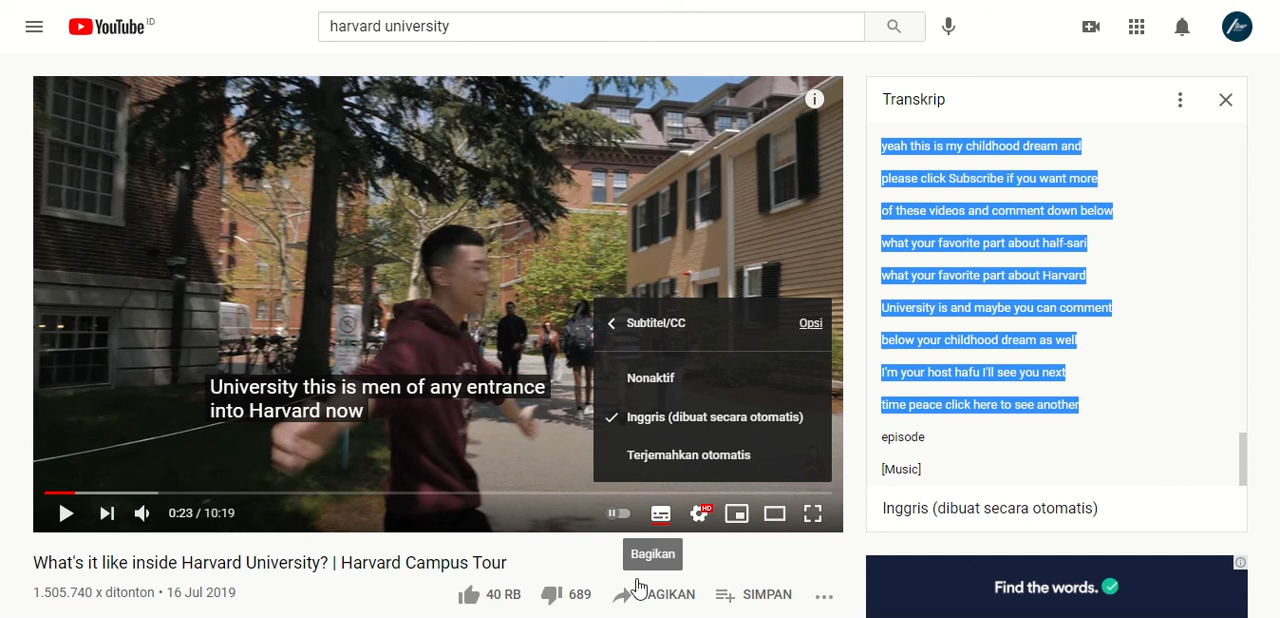 YouTube ID
harvard university
University this is men of any entrance
into Harvard now
Subtitel/CC
Opsi
Nonaktif
Inggris (dibuat secara otomatis)
Terjemahkan otomatis
0:23 / 10:19
HD
Bagikan
What's it like inside Harvard University? | Harvard Campus Tour
1.505.740 x ditonton • 16 Jul 2019
40 RB
689
AGIKAN
SIMPAN
Transkrip
yeah this is my childhood dream and
please click Subscribe if you want more
of these videos and comment down below
what your favorite part about half-sari
what your favorite part about Harvard
University is and maybe you can comment
below your childhood dream as well
I'm your host hafu I'll see you next
time peace click here to see another
episode
[Music]
Inggris (dibuat secara otomatis)
Find the words.